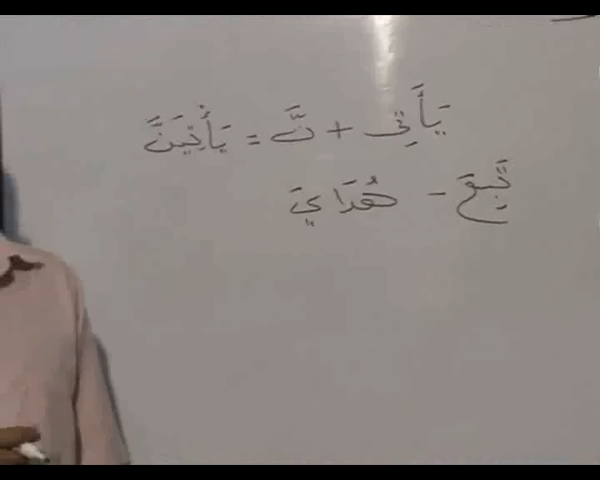 يَأْتِي + نَّ = يَأْتِيَنَّ
تَبِعَ - هُدَايَ